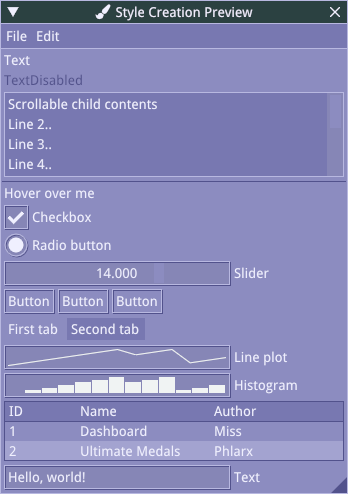 Style Creation Preview
File Edit
Text
TextDisabled
Scrollable child contents
Line 2..
Line 3..
Line 4..
Hover over me
Checkbox
Radio button
14.000 Slider
Button Button Button
First tab Second tab
Line plot
Histogram
ID Name Author
1 Dashboard Miss
2 Ultimate Medals Phlarx
Hello, world! Text